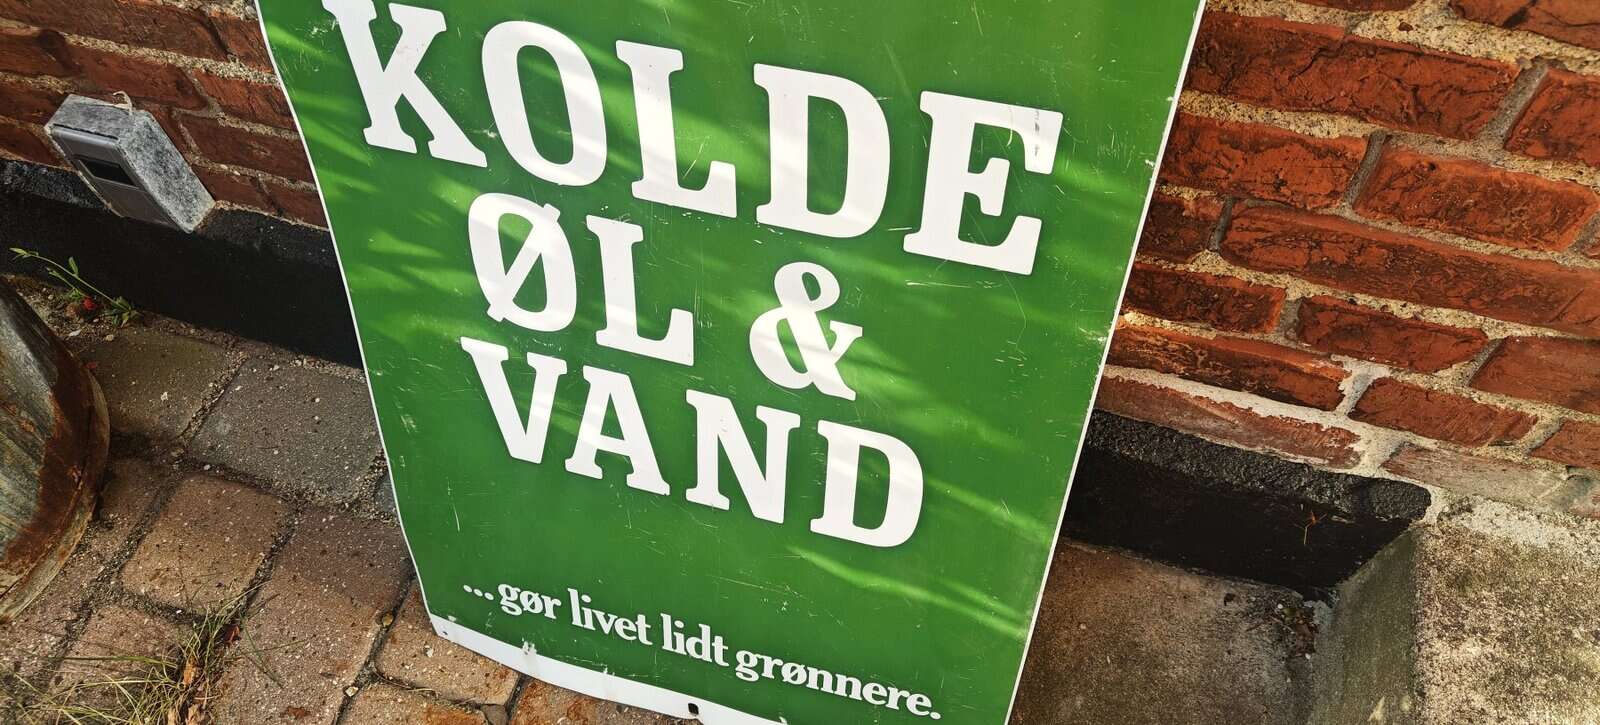 KOLDE
ØL &
VAND
...gør livet lidt grønnere.